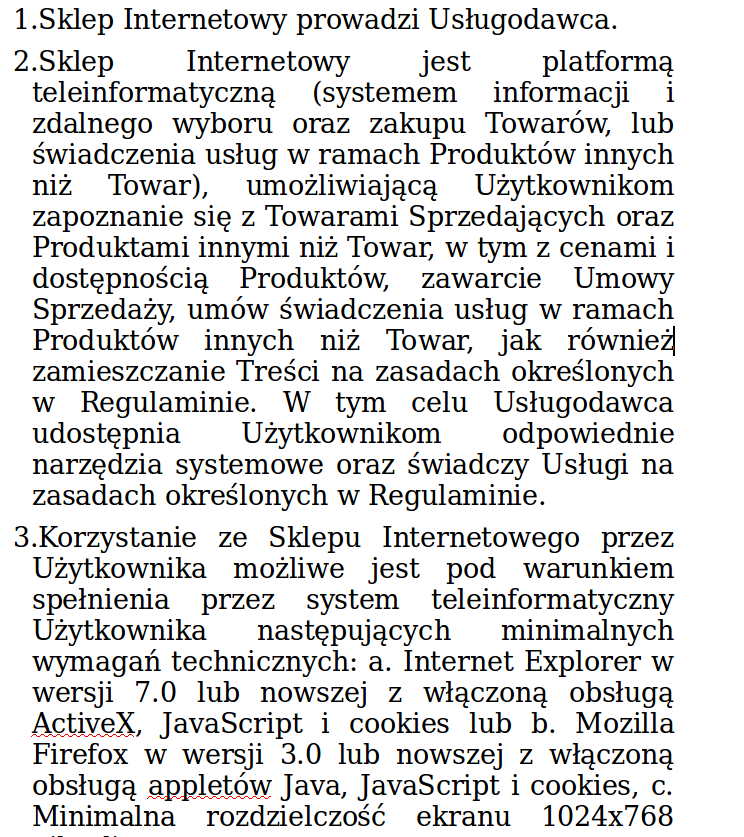 1.Sklep Internetowy prowadzi Usługodawca.
2.Sklep Internetowy jest platformą
teleinformatyczną (systemem informacji i
zdalnego wyboru oraz zakupu Towarów, lub
świadczenia usług w ramach Produktów innych
niż Towar), umożliwiającą Użytkownikom
zapoznanie się z Towarami Sprzedających oraz
Produktami innymi niż Towar, w tym z cenami i
dostępnością Produktów, zawarcie Umowy
Sprzedaży, umów świadczenia usług w ramach
Produktów innych niż Towar, jak również
zamieszczanie Treści na zasadach określonych
w Regulaminie. W tym celu Usługodawca
udostępnia Użytkownikom odpowiednie
narzędzia systemowe oraz świadczy Usługi na
zasadach określonych w Regulaminie.
3.Korzystanie ze Sklepu Internetowego przez
Użytkownika możliwe jest pod warunkiem
spełnienia przez system teleinformatyczny
Użytkownika następujących minimalnych
wymagań technicznych: a. Internet Explorer w
wersji 7.0 lub nowszej z włączoną obsługą
ActiveX, JavaScript i cookies lub b. Mozilla
Firefox w wersji 3.0 lub nowszej z włączoną
obsługą appletów Java, JavaScript i cookies, c.
Minimalna rozdzielczość ekranu 1024x768